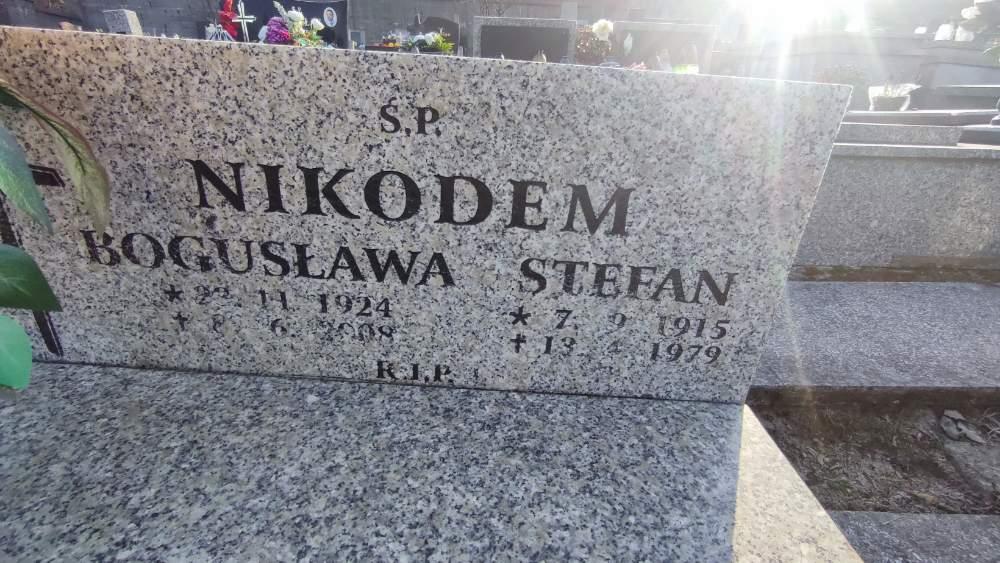 Ś.P.
NIKODEM
BOGUSŁAWA STEFAN
* 22 11 1924 * 7. 9 1915
✝ 8. 6. 2008 ✝ 13 4 1979
R.I.P.